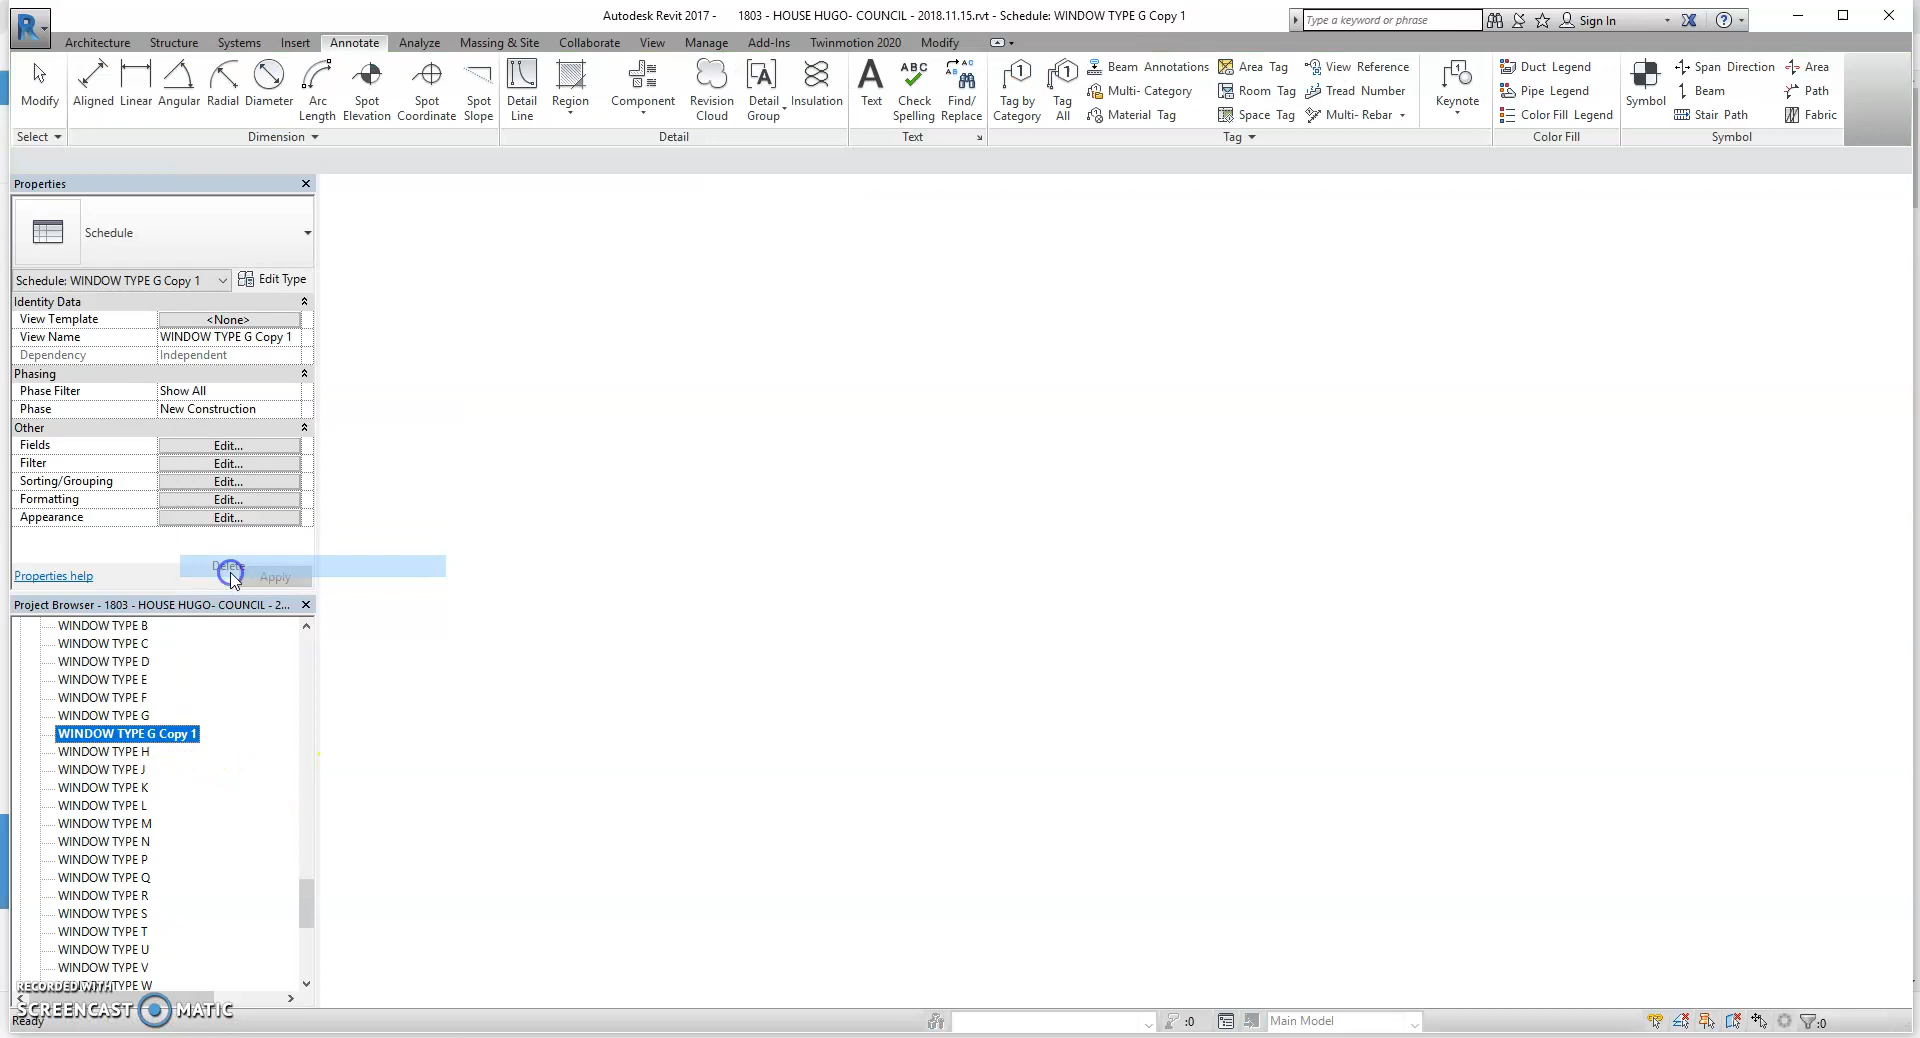 Autodesk Revit 2017 - 1803 - HOUSE HUGO- COUNCIL - 2018.11.15.rvt - Schedule: WINDOW TYPE G Copy 1
Type a keyword or phrase
Sign In
Architecture Structure Systems Insert Annotate Analyze Massing & Site Collaborate View Manage Add-Ins Twinmotion 2020 Modify
Modify
Aligned Linear Angular Radial Diameter Arc Length Spot Elevation Spot Coordinate Spot Slope
Detail Line Region Component Revision Cloud Detail Group Insulation
Text Check Spelling Find/ Replace
Tag by Category Tag All
Beam Annotations Area Tag View Reference
Multi- Category Room Tag Tread Number
Material Tag Space Tag Multi- Rebar
Keynote
Duct Legend
Pipe Legend
Color Fill Legend
Symbol
Span Direction Area
Beam Path
Stair Path Fabric
Select Dimension Detail Text Tag Color Fill Symbol
Properties
Schedule
Schedule: WINDOW TYPE G Copy 1 Edit Type
Identity Data
View Template <None>
View Name WINDOW TYPE G Copy 1
Dependency Independent
Phasing
Phase Filter Show All
Phase New Construction
Other
Fields Edit...
Filter Edit...
Sorting/Grouping Edit...
Formatting Edit...
Appearance Edit...
Delete
Properties help Apply
Project Browser - 1803 - HOUSE HUGO- COUNCIL - 2...
WINDOW TYPE B
WINDOW TYPE C
WINDOW TYPE D
WINDOW TYPE E
WINDOW TYPE F
WINDOW TYPE G
WINDOW TYPE G Copy 1
WINDOW TYPE H
WINDOW TYPE J
WINDOW TYPE K
WINDOW TYPE L
WINDOW TYPE M
WINDOW TYPE N
WINDOW TYPE P
WINDOW TYPE Q
WINDOW TYPE R
WINDOW TYPE S
WINDOW TYPE T
WINDOW TYPE U
WINDOW TYPE V
TYPE W
RECORDED WITH
SCREENCAST MATIC
Ready
:0
Main Model
:0